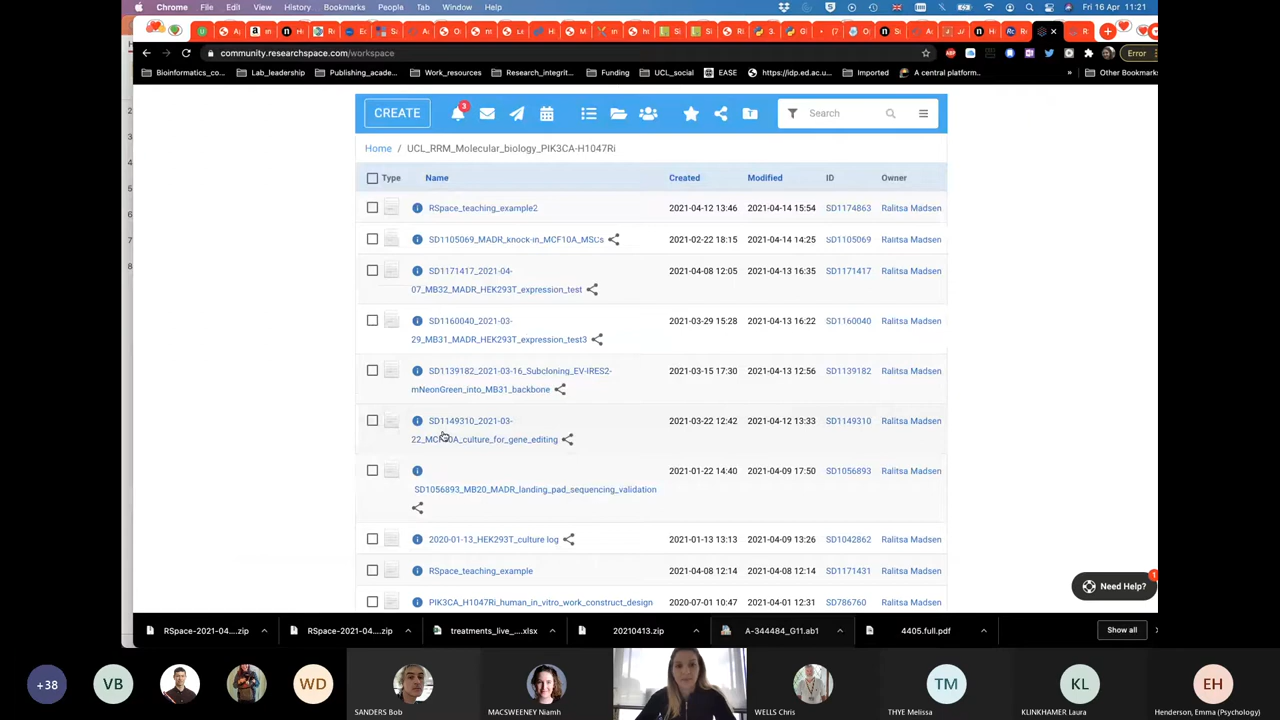 Chrome File Edit View History Bookmarks People Tab Window Help Fri 16 Apr 11:21
community.researchspace.com/workspace Error
Bioinformatics_co... Lab_leadership Publishing_acade... Work_resources Research_integrit... Funding UCL_social EASE https://idp.ed.ac.u... Imported A central platform.. » Other Bookmarks
CREATE 3 Search
Home / UCL_RRM_Molecular_biology_PIK3CA-H1047Ri
Type Name Created Modified ID Owner
RSpace_teaching_example2 2021-04-12 13:46 2021-04-14 15:54 SD1174863 Ralitsa Madsen
SD1105069_MADR_knock-in_MCF10A_MSCs 2021-02-22 18:15 2021-04-14 14:25 SD1105069 Ralitsa Madsen
SD1171417_2021-04- 2021-04-08 12:05 2021-04-13 16:35 SD1171417 Ralitsa Madsen
07_MB32_MADR_HEK293T_expression_test
SD1160040_2021-03- 2021-03-29 15:28 2021-04-13 16:22 SD1160040 Ralitsa Madsen
29_MB31_MADR_HEK293T_expression_test3
SD1139182_2021-03-16_Subcloning_EV-IRES2- 2021-03-15 17:30 2021-04-13 12:56 SD1139182 Ralitsa Madsen
mNeonGreen_into_MB31_backbone
SD1149310_2021-03- 2021-03-22 12:42 2021-04-12 13:33 SD1149310 Ralitsa Madsen
22_MCF10A_culture_for_gene_editing
2021-01-22 14:40 2021-04-09 17:50 SD1056893 Ralitsa Madsen
SD1056893_MB20_MADR_landing_pad_sequencing_validation
2020-01-13_HEK293T_culture log 2021-01-13 13:13 2021-04-09 13:26 SD1042862 Ralitsa Madsen
RSpace_teaching_example 2021-04-08 12:14 2021-04-08 12:14 SD1171431 Ralitsa Madsen
Need Help? 1
PIK3CA_H1047Ri_human_in_vitro_work_construct_design 2020-07-01 10:47 2021-04-01 12:31 SD786760 Ralitsa Madsen
RSpace-2021-04....zip RSpace-2021-04....zip treatments_live_....xlsx 20210413.zip A-344484_G11.ab1 4405.full.pdf Show all
+38 VB WD TM KL EH
SANDERS Bob MACSWEENEY Niamh WELLS Chris THYE Melissa KLINKHAMER Laura Henderson, Emma (Psychology)